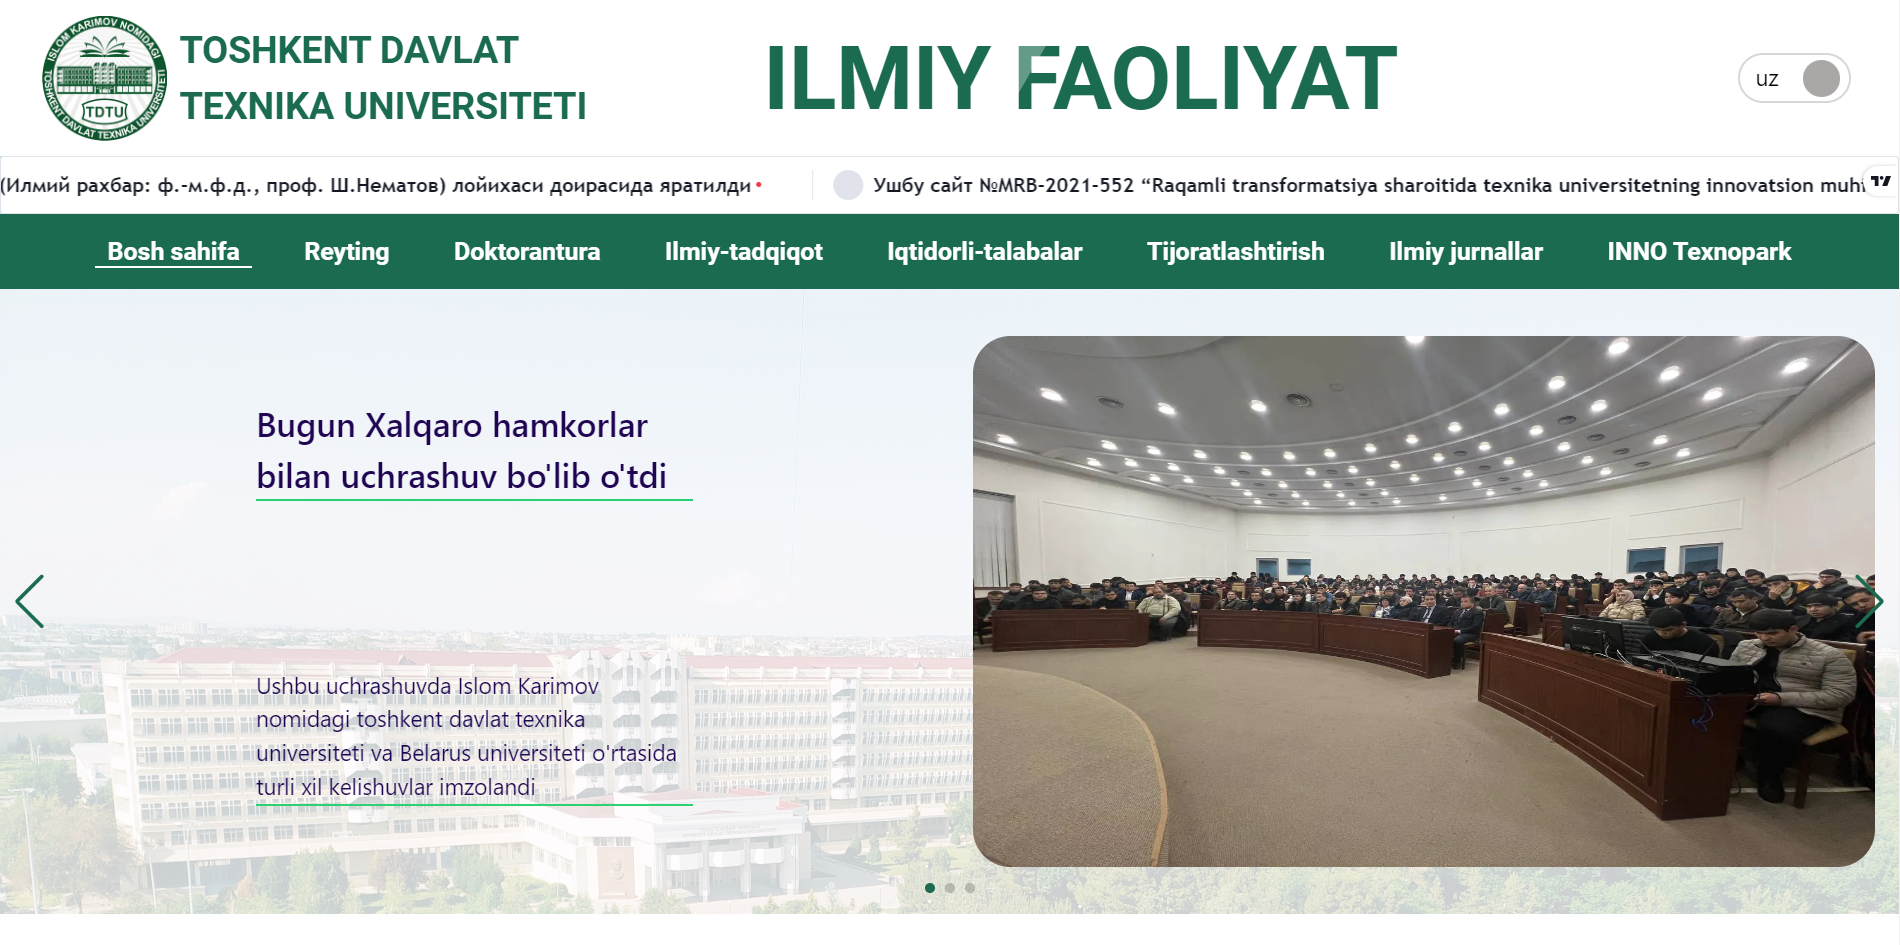 ISLOM KARIMOV NOMIDAGI
TOSHKENT DAVLAT TEXNIKA UNIVERSITETI
TDTU
TOSHKENT DAVLAT
TEXNIKA UNIVERSITETI
ILMIY FAOLIYAT
uz
(Илмий рахбар: ф.-м.ф.д., проф. Ш.Нематов) лойихаси доирасида яратилди
Ушбу сайт №MRB-2021-552 “Raqamli transformatsiya sharoitida texnika universitetning innovatsion muhi
Bosh sahifa Reyting Doktorantura Ilmiy-tadqiqot Iqtidorli-talabalar Tijoratlashtirish Ilmiy jurnallar INNO Texnopark
Bugun Xalqaro hamkorlar
bilan uchrashuv bo'lib o'tdi
Ushbu uchrashuvda Islom Karimov
nomidagi toshkent davlat texnika
universiteti va Belarus universiteti o'rtasida
turli xil kelishuvlar imzolandi